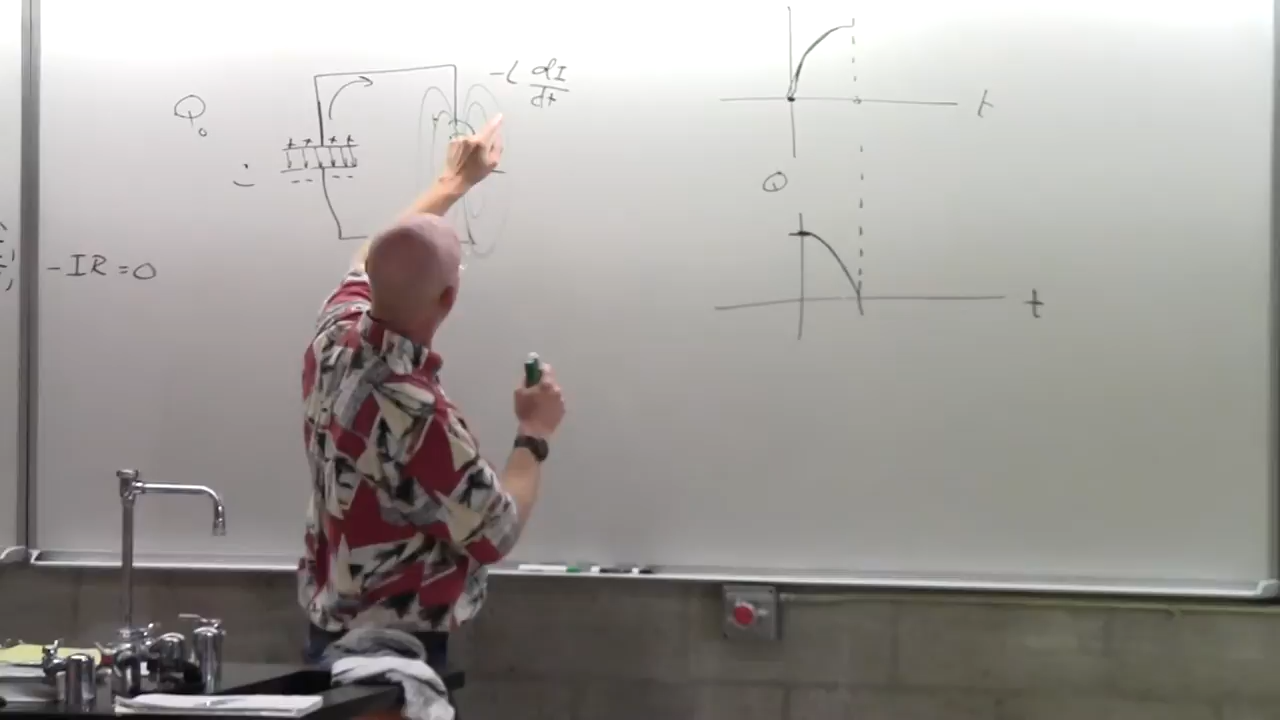 Q₀
-L dI/dt
+ + + +
-- --
- IR = 0
t
Q
t